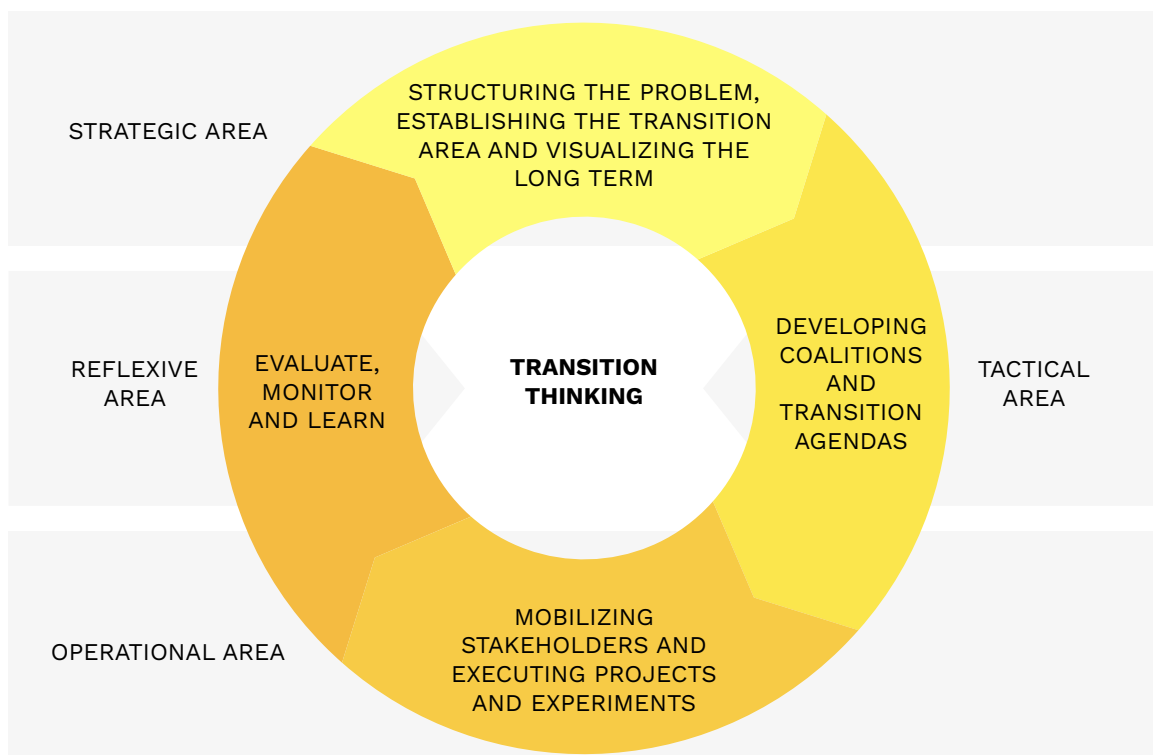 STRATEGIC AREA
STRUCTURING THE PROBLEM,
ESTABLISHING THE TRANSITION
AREA AND VISUALIZING THE
LONG TERM
REFLEXIVE
AREA
EVALUATE,
MONITOR
AND LEARN
TRANSITION
THINKING
DEVELOPING
COALITIONS
AND
TRANSITION
AGENDAS
TACTICAL
AREA
OPERATIONAL AREA
MOBILIZING
STAKEHOLDERS AND
EXECUTING PROJECTS
AND EXPERIMENTS